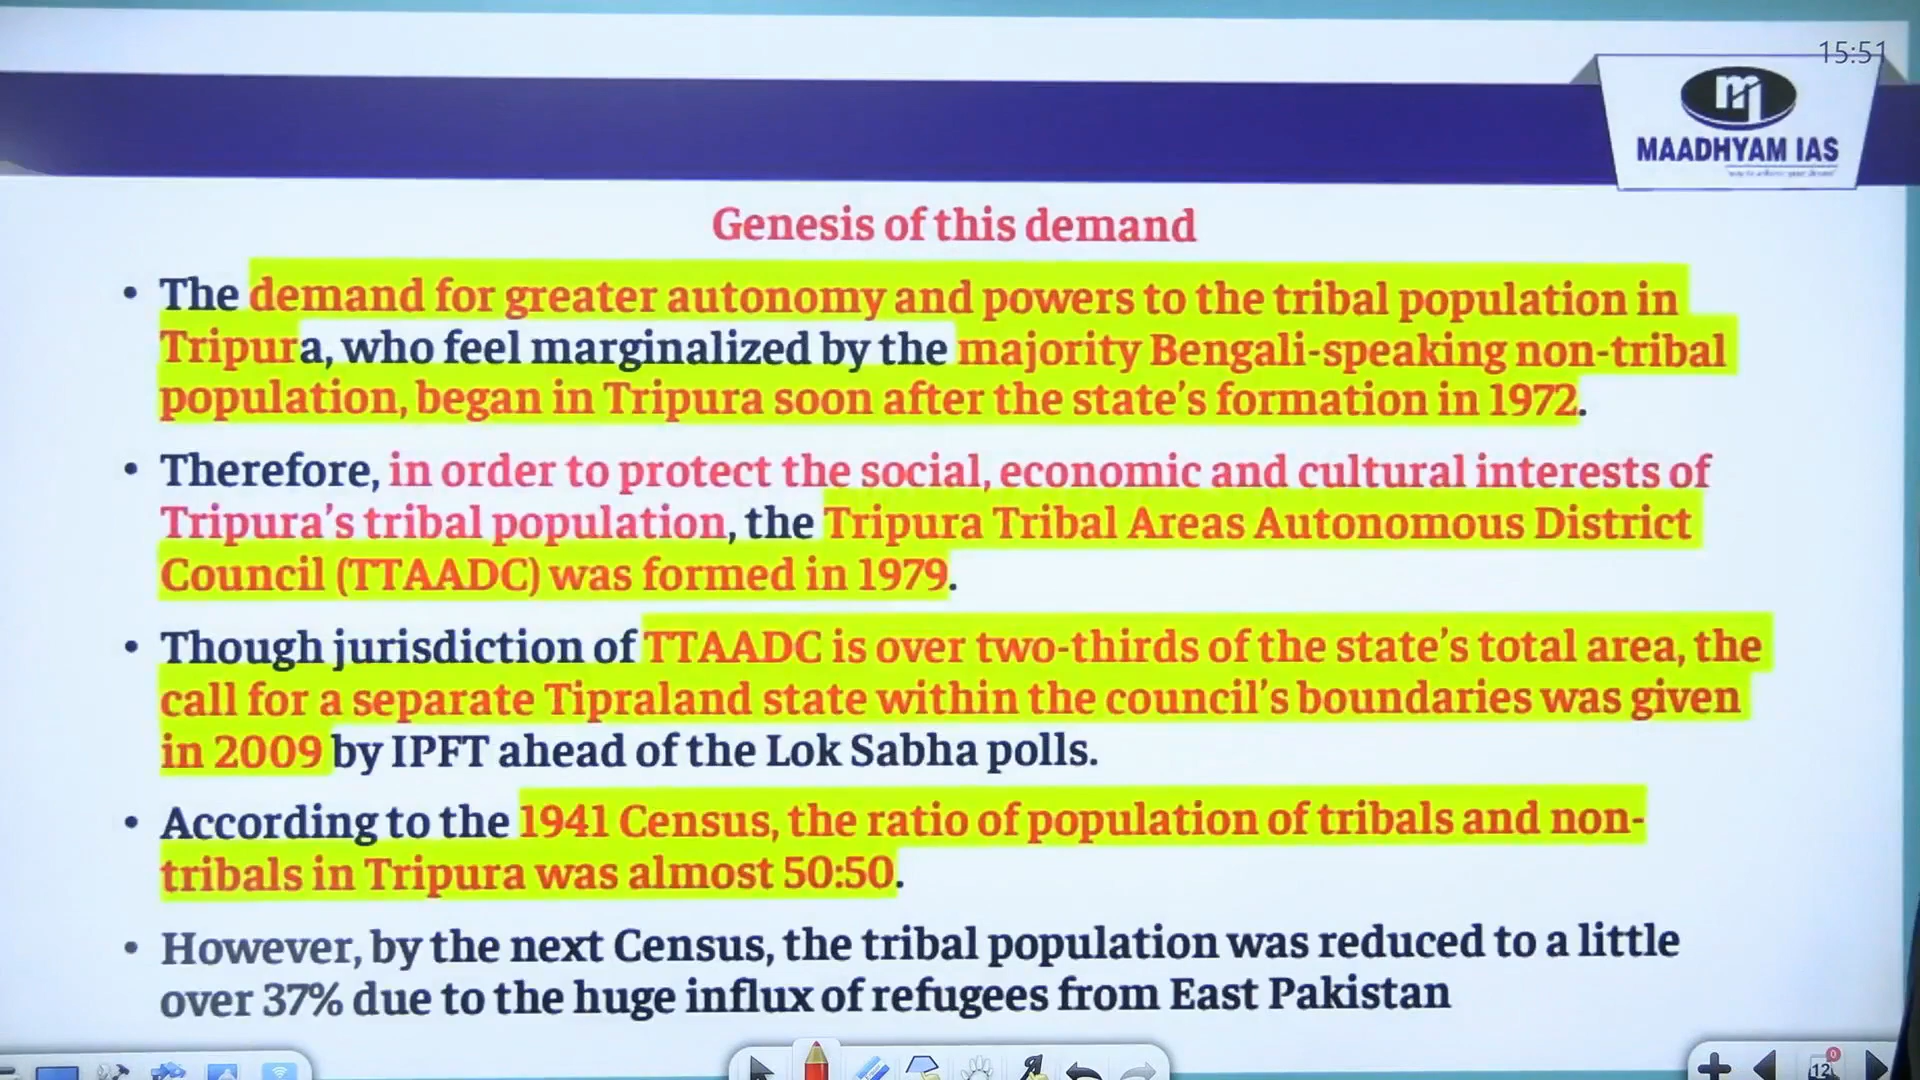 15:51
m
MAADHYAM IAS
Genesis of this demand
• The demand for greater autonomy and powers to the tribal population in
Tripura, who feel marginalized by the majority Bengali-speaking non-tribal
population, began in Tripura soon after the state's formation in 1972.
• Therefore, in order to protect the social, economic and cultural interests of
Tripura's tribal population, the Tripura Tribal Areas Autonomous District
Council (TTAADC) was formed in 1979.
• Though jurisdiction of TTAADC is over two-thirds of the state's total area, the
call for a separate Tipraland state within the council's boundaries was given
in 2009 by IPFT ahead of the Lok Sabha polls.
• According to the 1941 Census, the ratio of population of tribals and non-
tribals in Tripura was almost 50:50.
• However, by the next Census, the tribal population was reduced to a little
over 37% due to the huge influx of refugees from East Pakistan
0
12